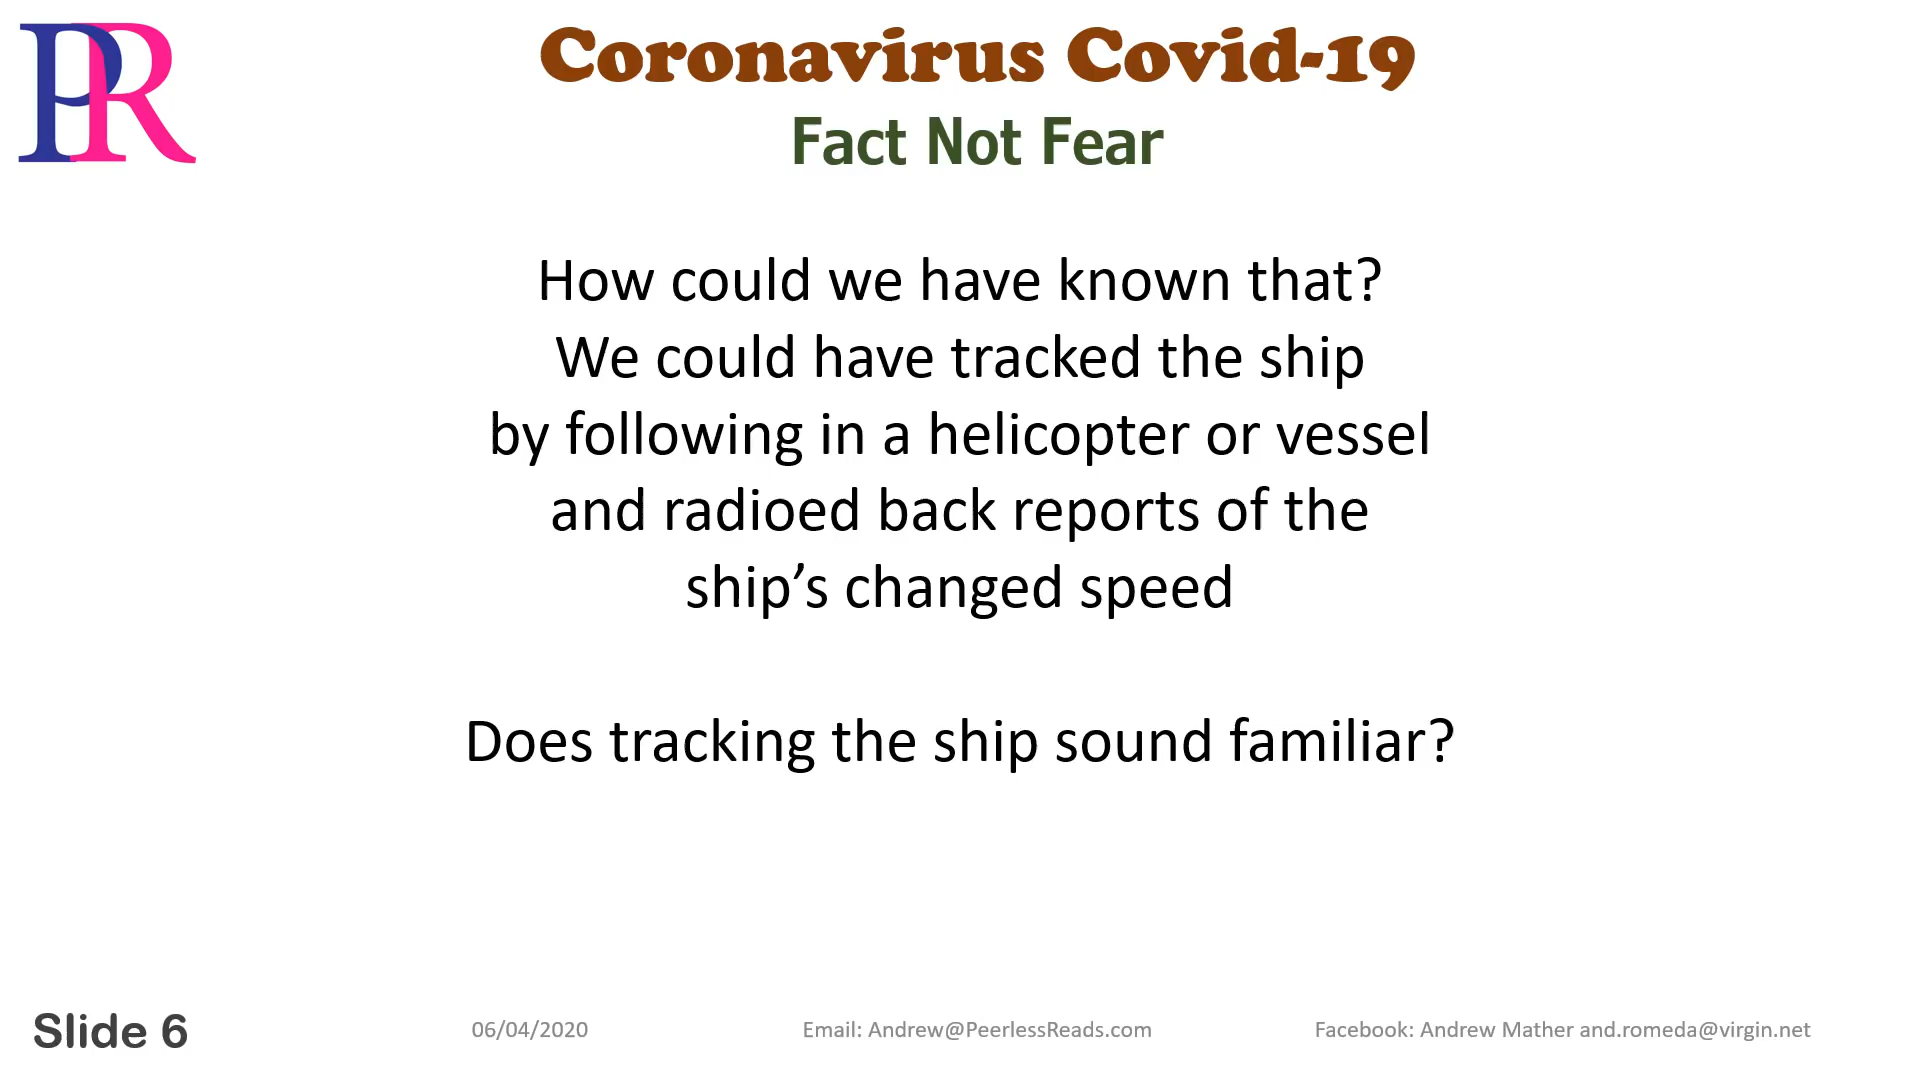 PR
Coronavirus Covid-19
Fact Not Fear
How could we have known that?
We could have tracked the ship
by following in a helicopter or vessel
and radioed back reports of the
ship’s changed speed
Does tracking the ship sound familiar?
Slide 6
06/04/2020
Email: Andrew@PeerlessReads.com
Facebook: Andrew Mather and.romeda@virgin.net